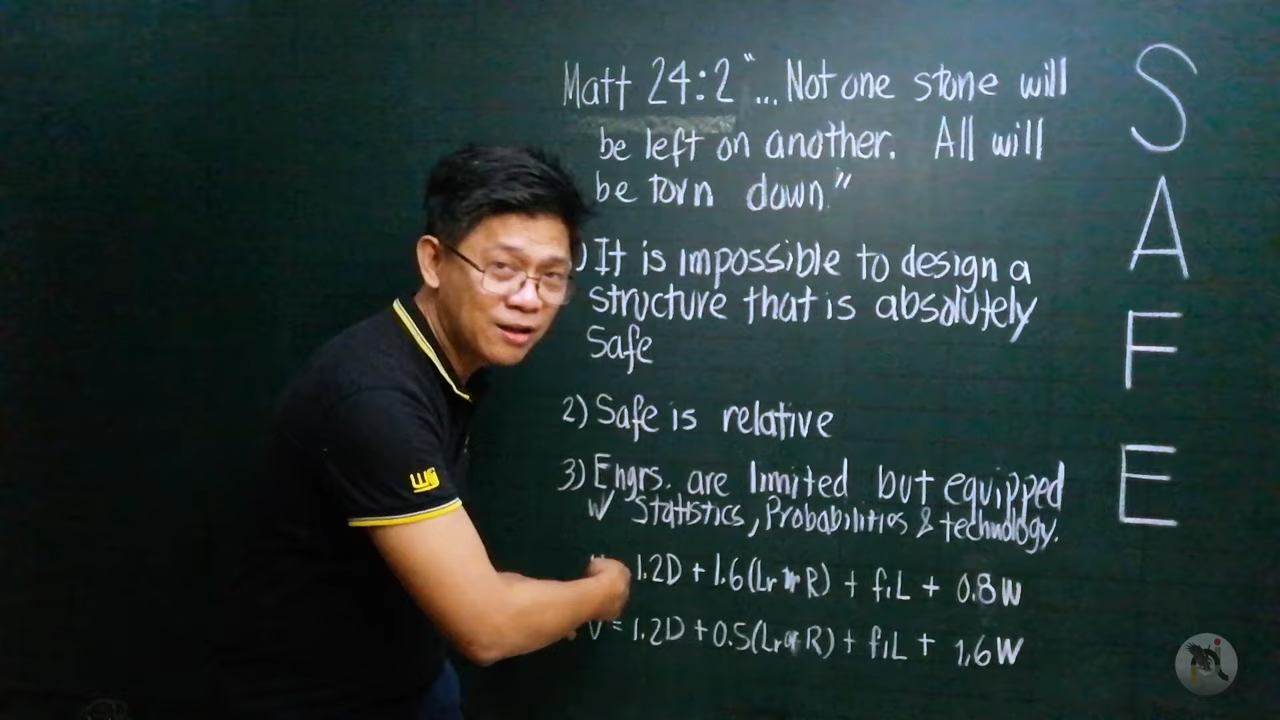 Matt 24:2 "... Not one stone will
be left on another. All will
be torn down."
) It is impossible to design a
structure that is absolutely
Safe
2) Safe is relative
3) Engrs. are limited but equipped
w/ Statistics, Probabilities & technology.
1.2D + 1.6(Lr or R) + f1L + 0.8W
U = 1.2D + 0.5(Lr or R) + f1L + 1.6W
S
A
F
E